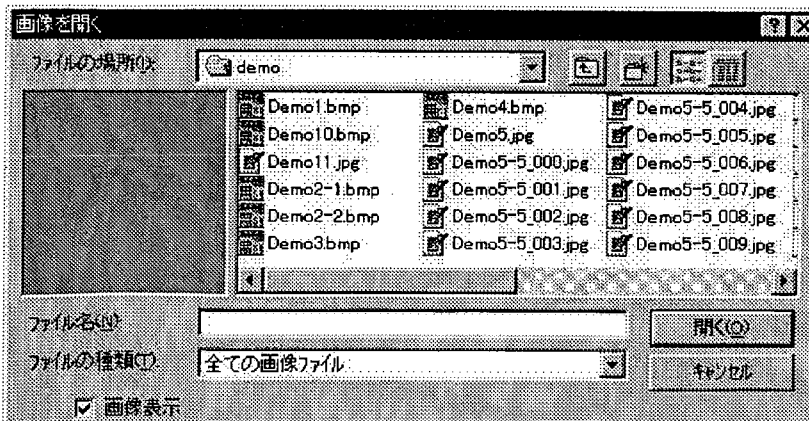 画像を開く
ファイルの場所(I):
demo
Demo1.bmp
Demo10.bmp
Demo11.jpg
Demo2-1.bmp
Demo2-2.bmp
Demo3.bmp
Demo4.bmp
Demo5.jpg
Demo5-5_000.jpg
Demo5-5_001.jpg
Demo5-5_002.jpg
Demo5-5_003.jpg
Demo5-5_004.jpg
Demo5-5_005.jpg
Demo5-5_006.jpg
Demo5-5_007.jpg
Demo5-5_008.jpg
Demo5-5_009.jpg
ファイル名(N):
開く(O)
ファイルの種類(T):
全ての画像ファイル
キャンセル
画像表示